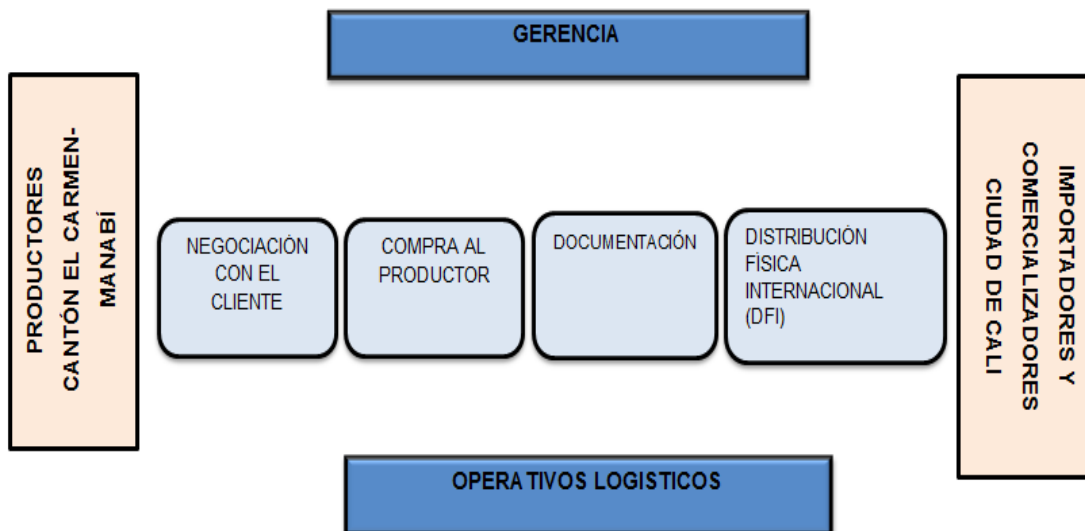 GERENCIA
PRODUCTORES
CANTÓN EL CARMEN-
MANABÍ
NEGOCIACIÓN
CON EL
CLIENTE
COMPRA AL
PRODUCTOR
DOCUMENTACIÓN
DISTRIBUCIÓN
FÍSICA
INTERNACIONAL
(DFI)
IMPORTADORES Y
COMERCIALIZADORES
CIUDAD DE CALI
OPERATIVOS LOGISTICOS